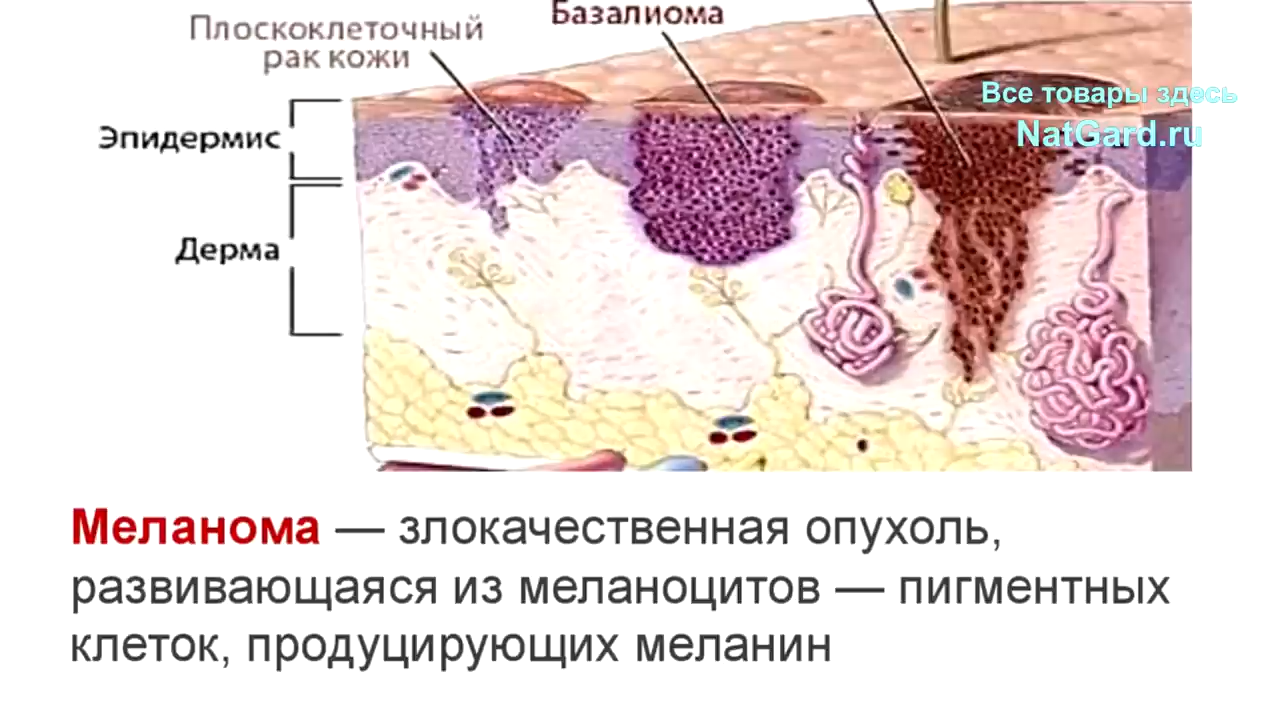 Плоскоклеточный
рак кожи
Базалиома
Все товары здесь
NatGard.ru
Эпидермис
Дерма
Меланома — злокачественная опухоль,
развивающаяся из меланоцитов — пигментных
клеток, продуцирующих меланин